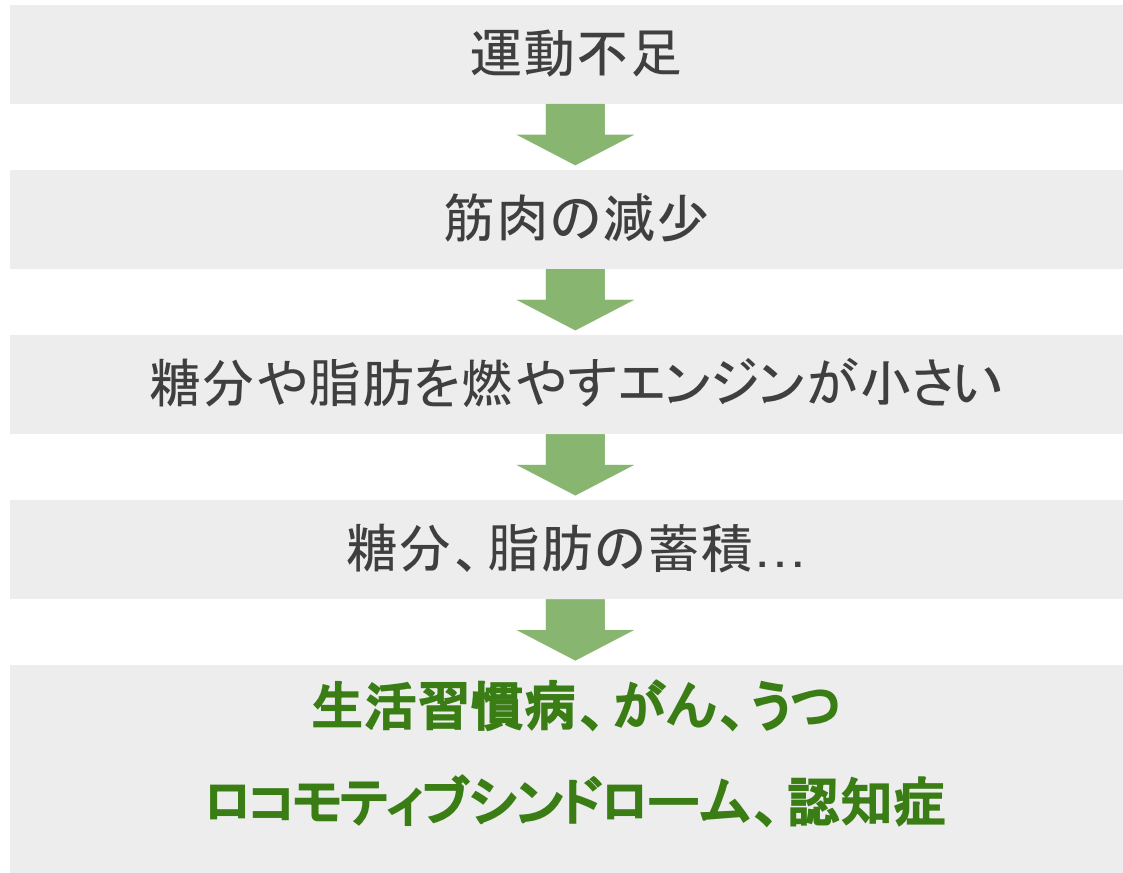 運動不足
筋肉の減少
糖分や脂肪を燃やすエンジンが小さい
糖分、脂肪の蓄積…
生活習慣病、がん、うつ
ロコモティブシンドローム、認知症